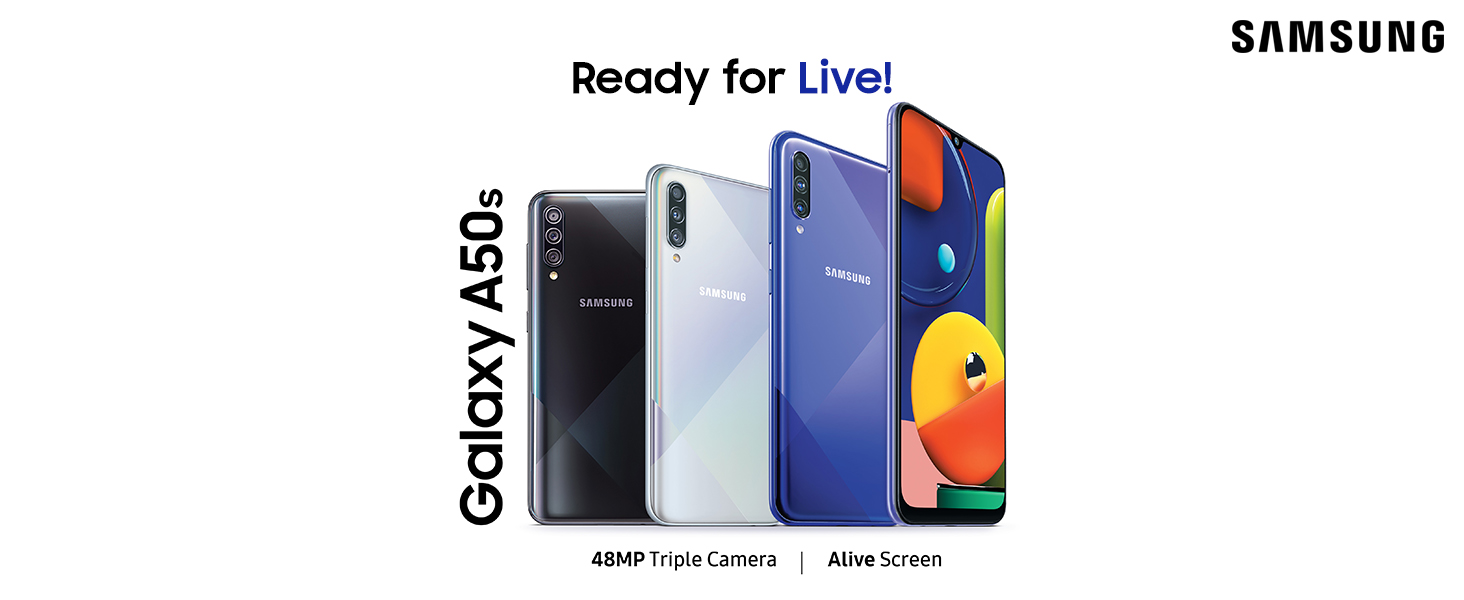 SAMSUNG
Ready for Live!
Galaxy A50s
SAMSUNG
SAMSUNG
SAMSUNG
48MP Triple Camera | Alive Screen